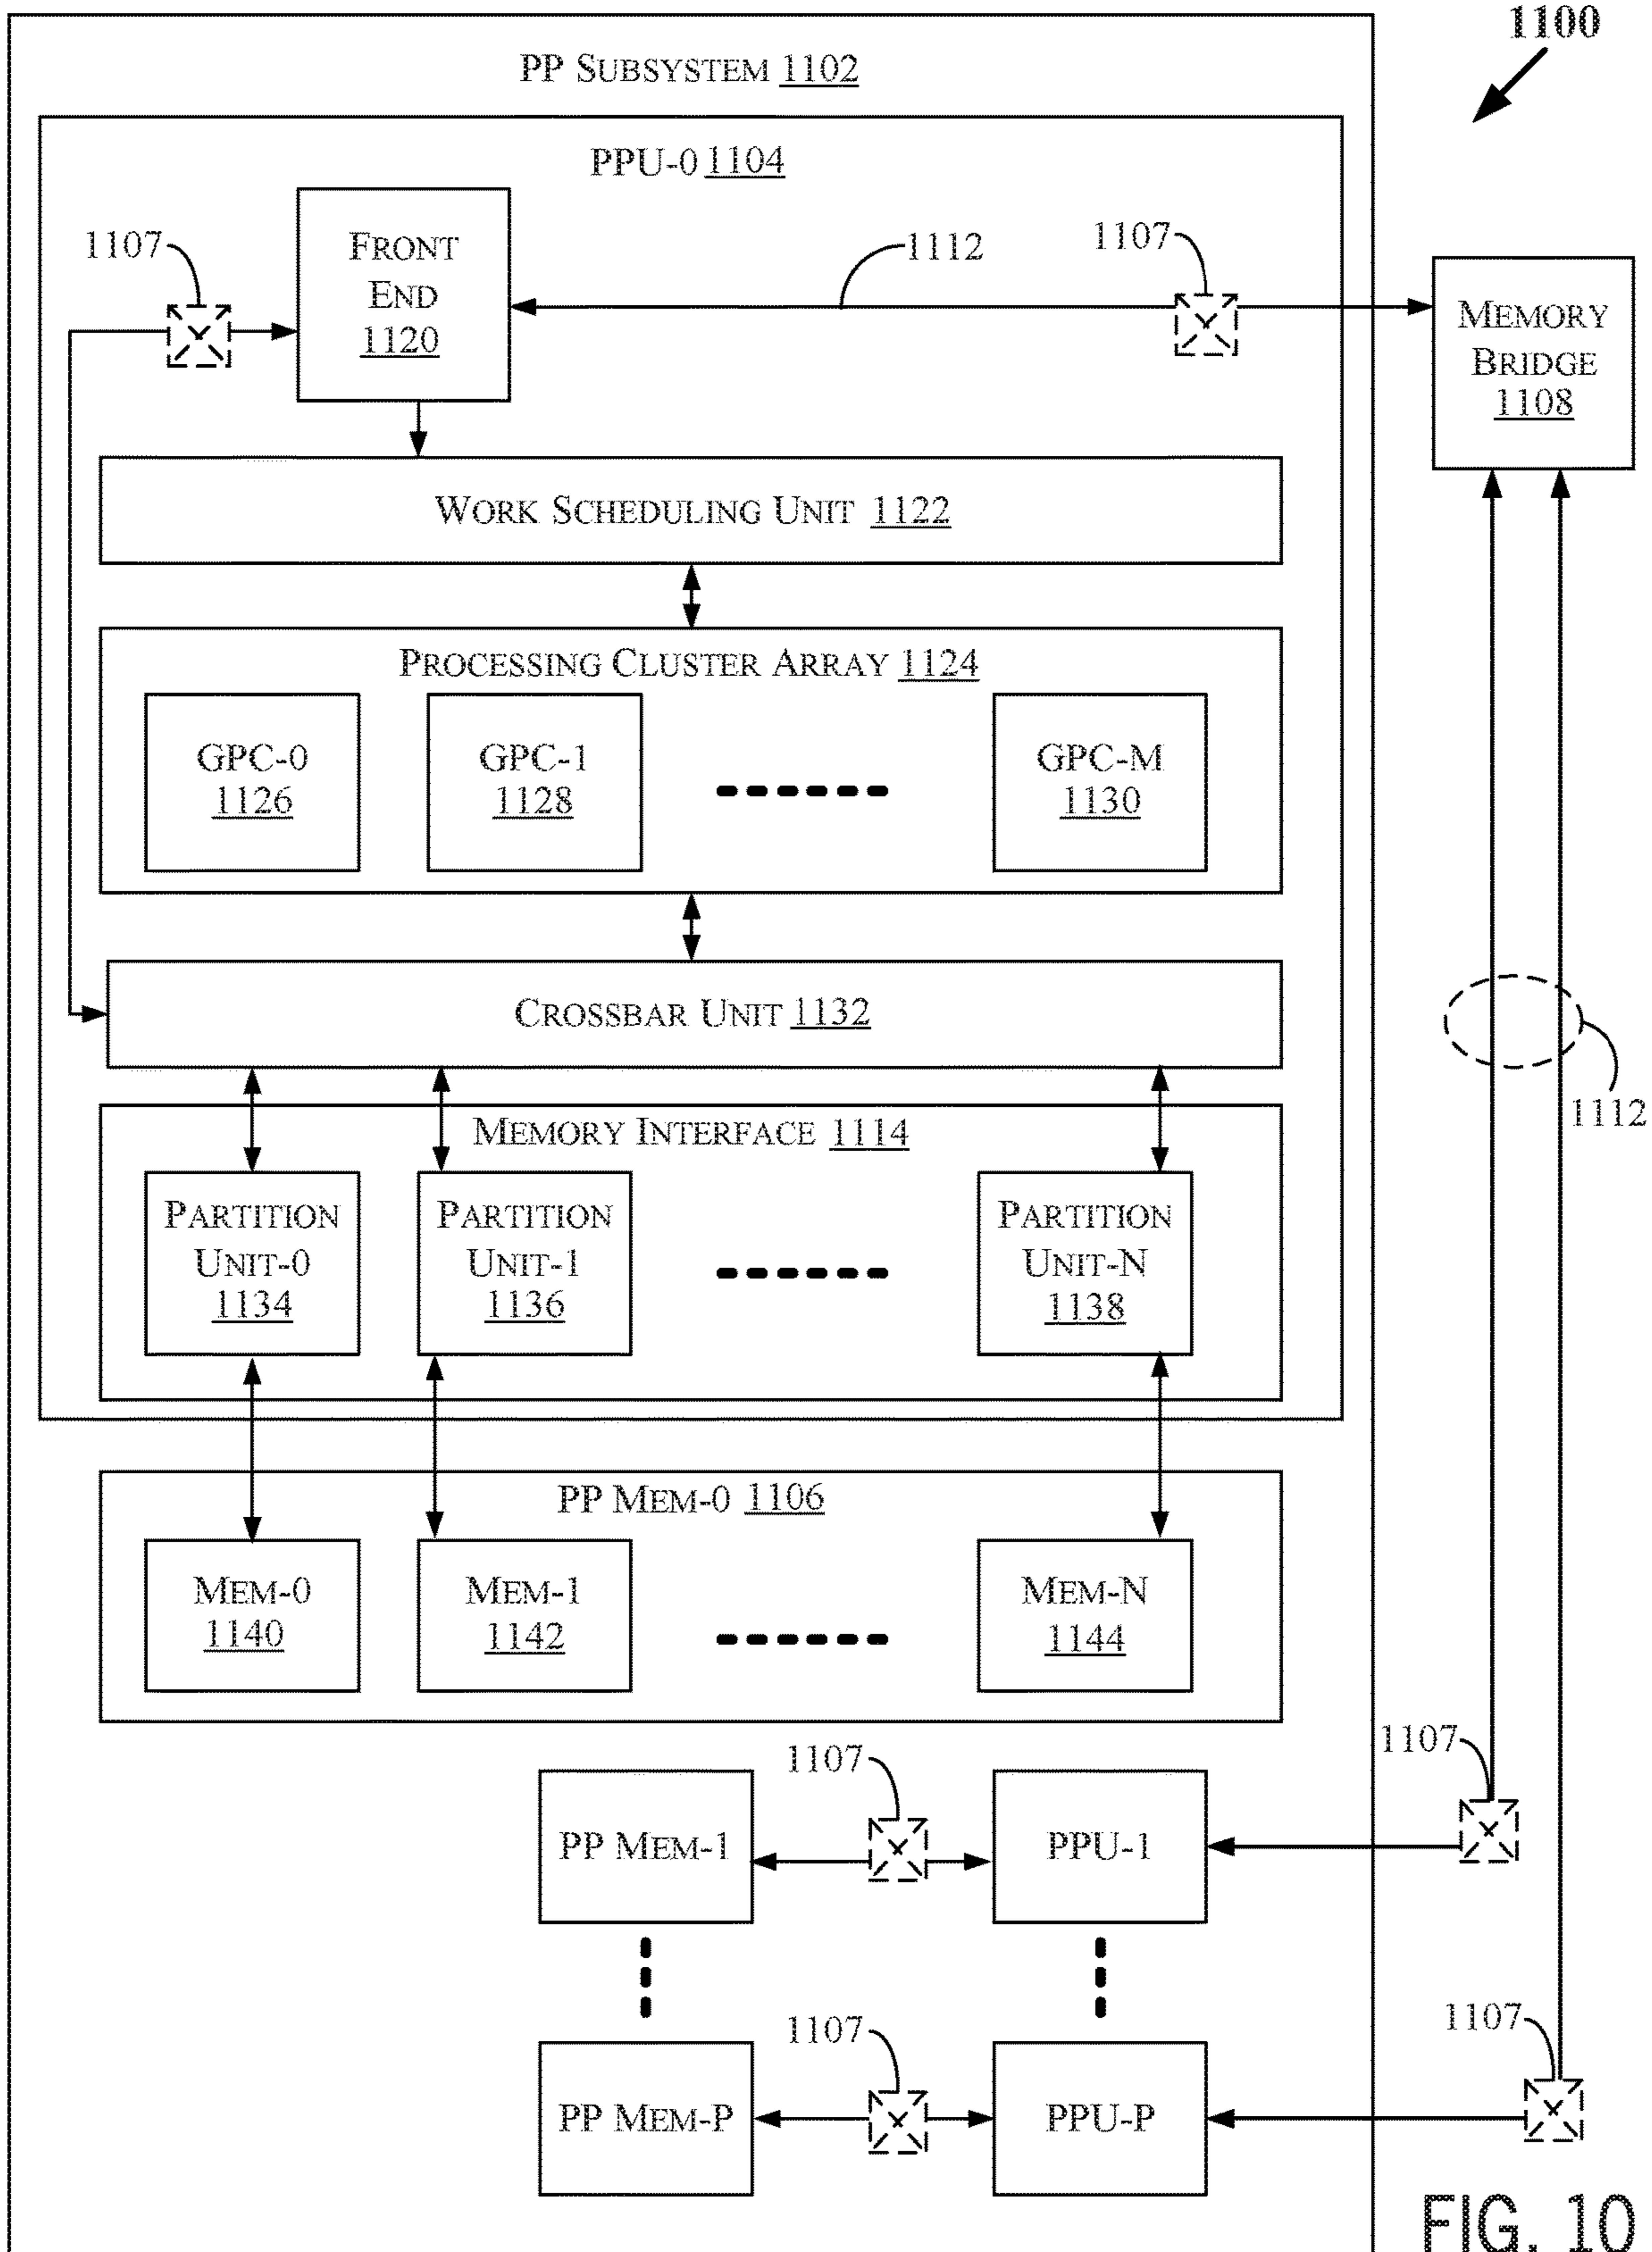 1100
PP SUBSYSTEM 1102
PPU-0 1104
1107
FRONT
END
1120
1112
1107
MEMORY
BRIDGE
1108
WORK SCHEDULING UNIT 1122
PROCESSING CLUSTER ARRAY 1124
GPC-0
1126
GPC-1
1128
GPC-M
1130
CROSSBAR UNIT 1132
1112
MEMORY INTERFACE 1114
PARTITION
UNIT-0
1134
PARTITION
UNIT-1
1136
PARTITION
UNIT-N
1138
PP MEM-0 1106
MEM-0
1140
MEM-1
1142
MEM-N
1144
1107
1107
PP MEM-1
PPU-1
1107
1107
PP MEM-P
PPU-P
FIG. 10